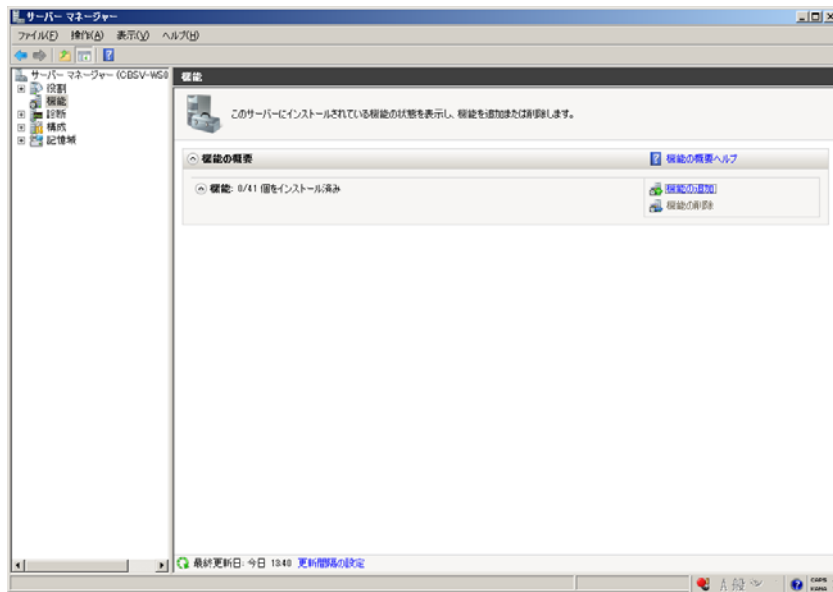 サーバー マネージャー
ファイル(F) 操作(A) 表示(V) ヘルプ(H)
サーバー マネージャー (CBSV-WS0
役割
機能
診断
構成
記憶域
機能
このサーバーにインストールされている機能の状態を表示し、機能を追加または削除します。
機能の概要
機能の概要ヘルプ
機能: 0/41 個をインストール済み
機能の追加
機能の削除
最終更新日: 今日 13:40 更新間隔の設定
A 般
CAPS
KANA